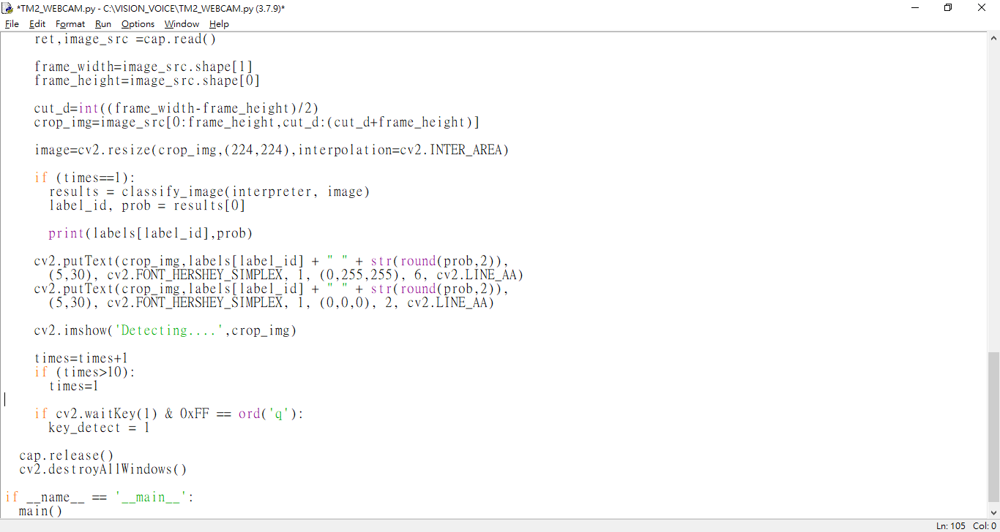 *TM2_WEBCAM.py - C:\VISION_VOICE\TM2_WEBCAM.py (3.7.9)*
File Edit Format Run Options Window Help
ret,image_src =cap.read()
frame_width=image_src.shape[1]
frame_height=image_src.shape[0]
cut_d=int((frame_width-frame_height)/2)
crop_img=image_src[0:frame_height,cut_d:(cut_d+frame_height)]
image=cv2.resize(crop_img,(224,224),interpolation=cv2.INTER_AREA)
if (times==1):
results = classify_image(interpreter, image)
label_id, prob = results[0]
print(labels[label_id],prob)
cv2.putText(crop_img,labels[label_id] + " " + str(round(prob,2)),
(5,30), cv2.FONT_HERSHEY_SIMPLEX, 1, (0,255,255), 6, cv2.LINE_AA)
cv2.putText(crop_img,labels[label_id] + " " + str(round(prob,2)),
(5,30), cv2.FONT_HERSHEY_SIMPLEX, 1, (0,0,0), 2, cv2.LINE_AA)
cv2.imshow('Detecting....',crop_img)
times=times+1
if (times>10):
times=1
if cv2.waitKey(1) & 0xFF == ord('q'):
key_detect = 1
cap.release()
cv2.destroyAllWindows()
if __name__ == '__main__':
main()
Ln: 105 Col: 0